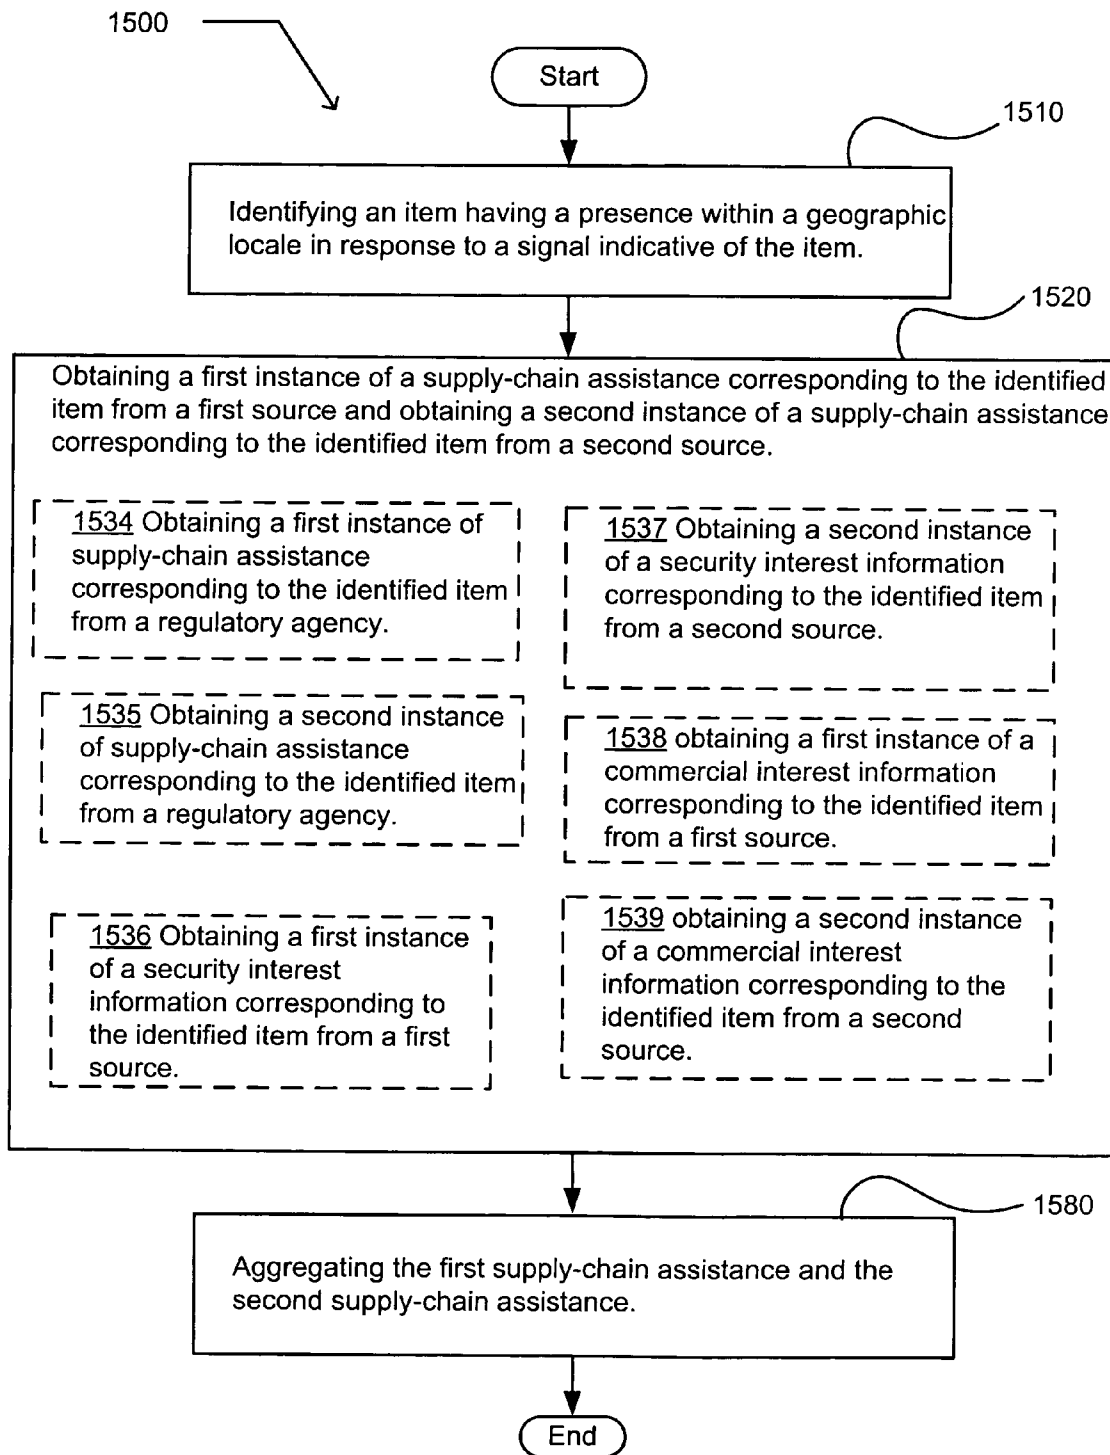 1500
Start
1510
Identifying an item having a presence within a geographic
locale in response to a signal indicative of the item.
1520
Obtaining a first instance of a supply-chain assistance corresponding to the identified
item from a first source and obtaining a second instance of a supply-chain assistance
corresponding to the identified item from a second source.
1534 Obtaining a first instance of
supply-chain assistance
corresponding to the identified item
from a regulatory agency.
1535 Obtaining a second instance
of supply-chain assistance
corresponding to the identified item
from a regulatory agency.
1536 Obtaining a first instance
of a security interest
information corresponding to
the identified item from a first
source.
1537 Obtaining a second instance
of a security interest information
corresponding to the identified item
from a second source.
1538 obtaining a first instance of a
commercial interest information
corresponding to the identified item
from a first source.
1539 obtaining a second instance
of a commercial interest
information corresponding to the
identified item from a second
source.
1580
Aggregating the first supply-chain assistance and the
second supply-chain assistance.
End